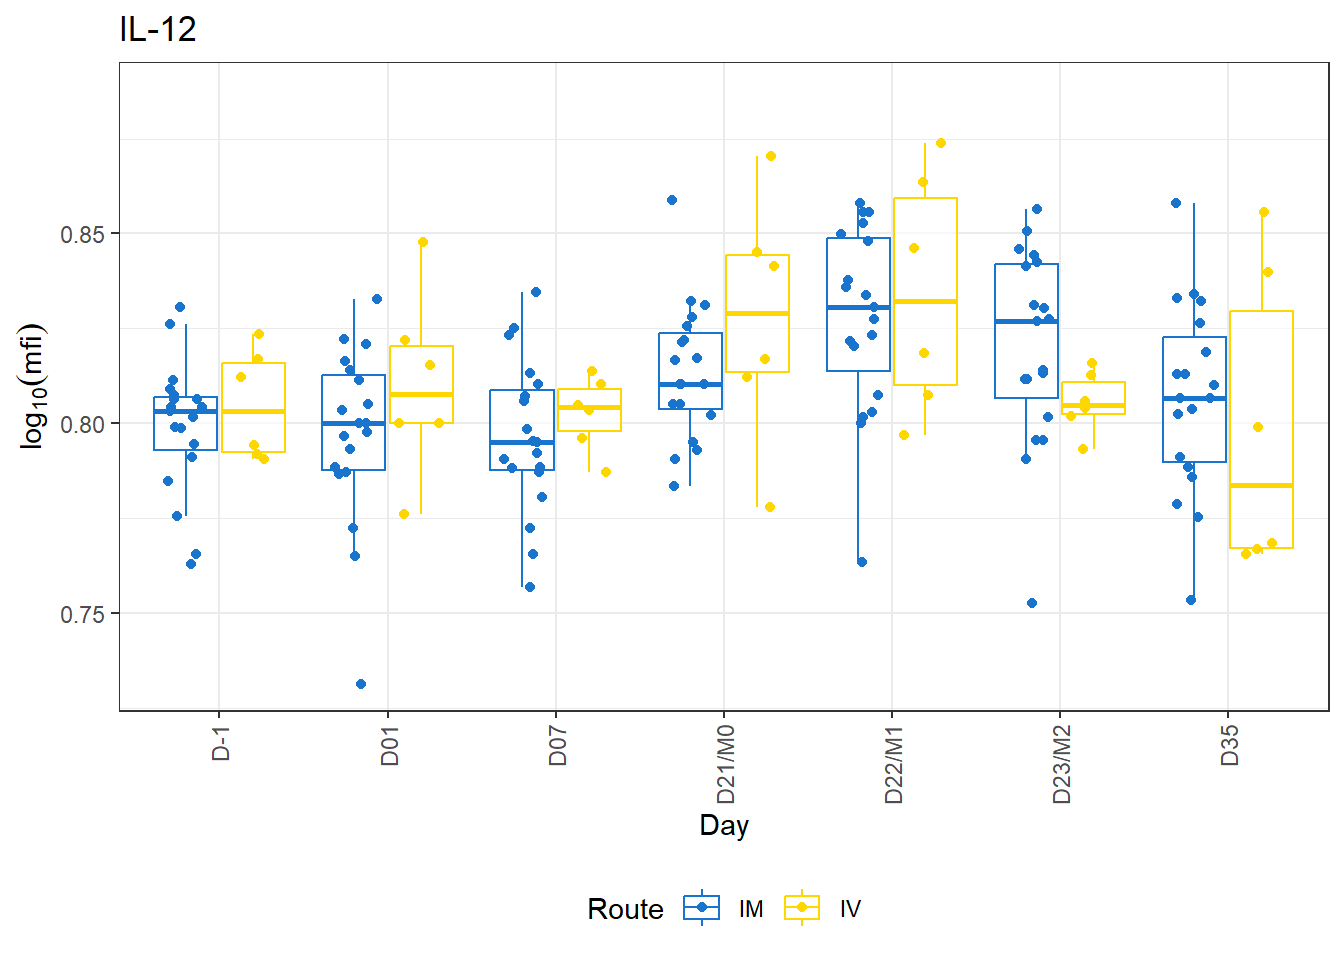 IL-12
log10(mfi)
0.85
0.80
0.75
D-1
D01
D07
D21/M0
D22/M1
D23/M2
D35
Day
Route IM IV